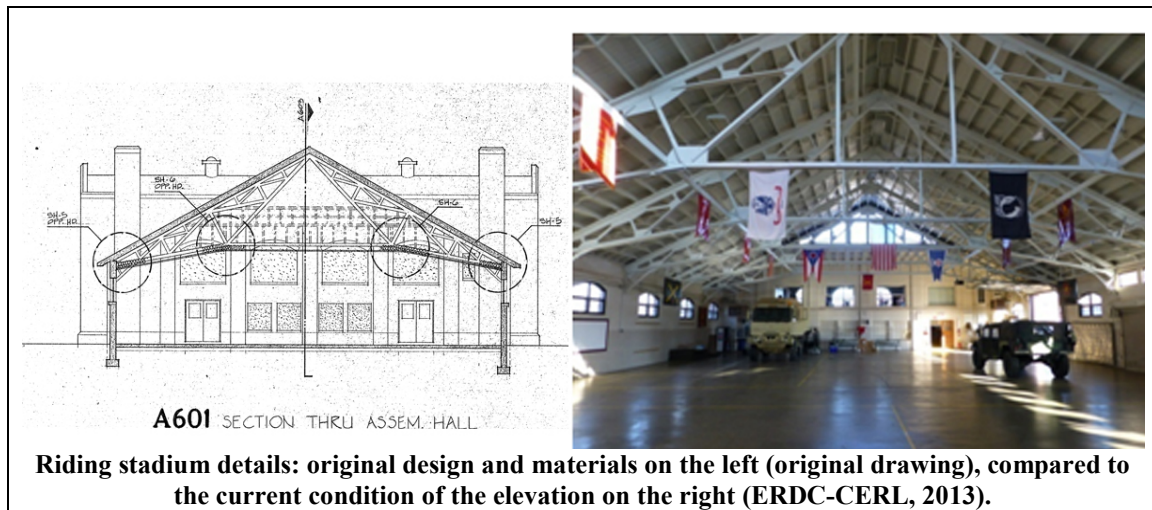 A603
SH-6
OPP. HD.
SH-5
OPP. HD.
SH-6
SH-5
A601 SECTION THRU ASSEM. HALL
Riding stadium details: original design and materials on the left (original drawing), compared to
the current condition of the elevation on the right (ERDC-CERL, 2013).